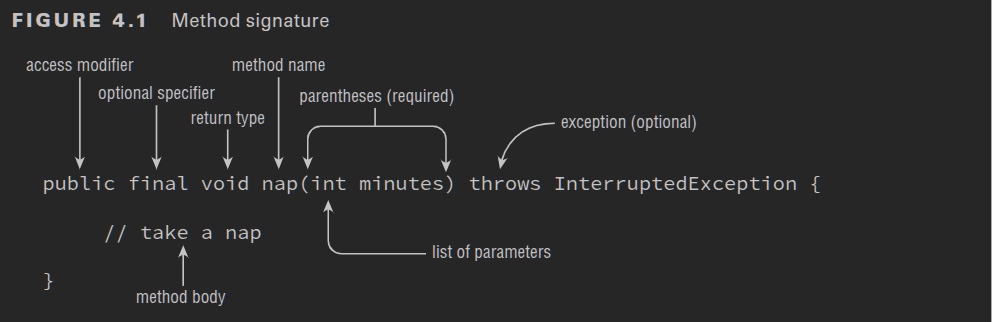 FIGURE 4.1 Method signature
access modifier
method name
optional specifier
parentheses (required)
return type
exception (optional)
public final void nap(int minutes) throws InterruptedException {
// take a nap
list of parameters
}
method body